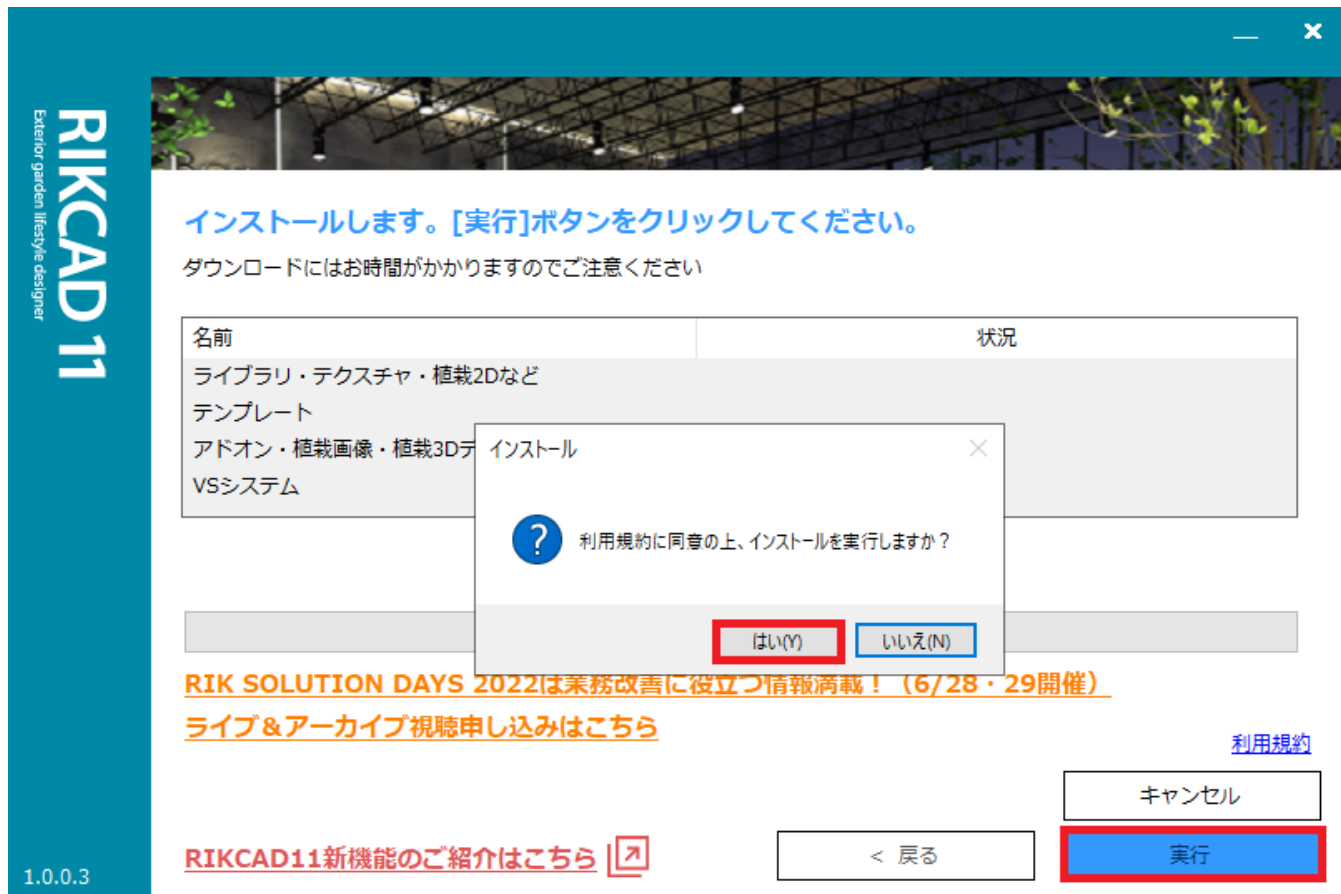 RIKCAD 11
Exterior garden lifestyle designer
インストールします。[実行]ボタンをクリックしてください。
ダウンロードにはお時間がかかりますのでご注意ください
名前 状況
ライブラリ・テクスチャ・植栽2Dなど
テンプレート
アドオン・植栽画像・植栽3Dデ
VSシステム
インストール
利用規約に同意の上、インストールを実行しますか?
はい(Y) いいえ(N)
RIK SOLUTION DAYS 2022は業務改善に役立つ情報満載!(6/28・29開催)
ライブ&アーカイブ視聴申し込みはこちら
利用規約
キャンセル
RIKCAD11新機能のご紹介はこちら
< 戻る 実行
1.0.0.3